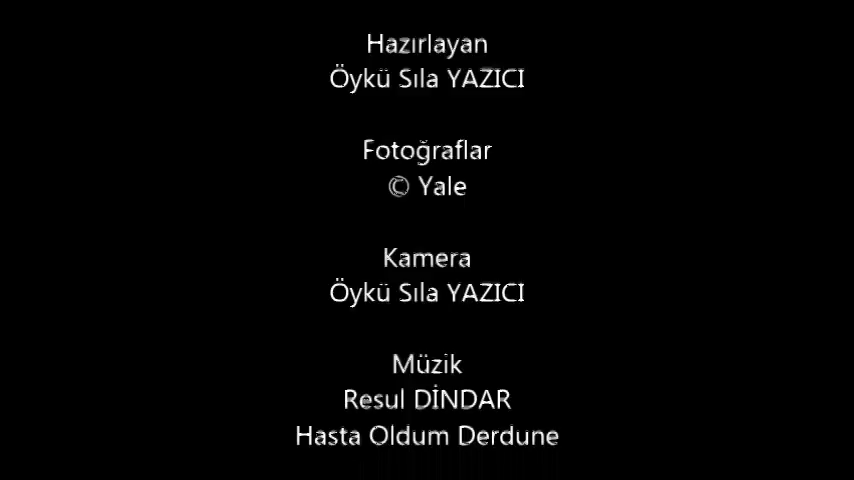 Hazırlayan
Öykü Sıla YAZICI
Fotoğraflar
© Yale
Kamera
Öykü Sıla YAZICI
Müzik
Resul DİNDAR
Hasta Oldum Derdune